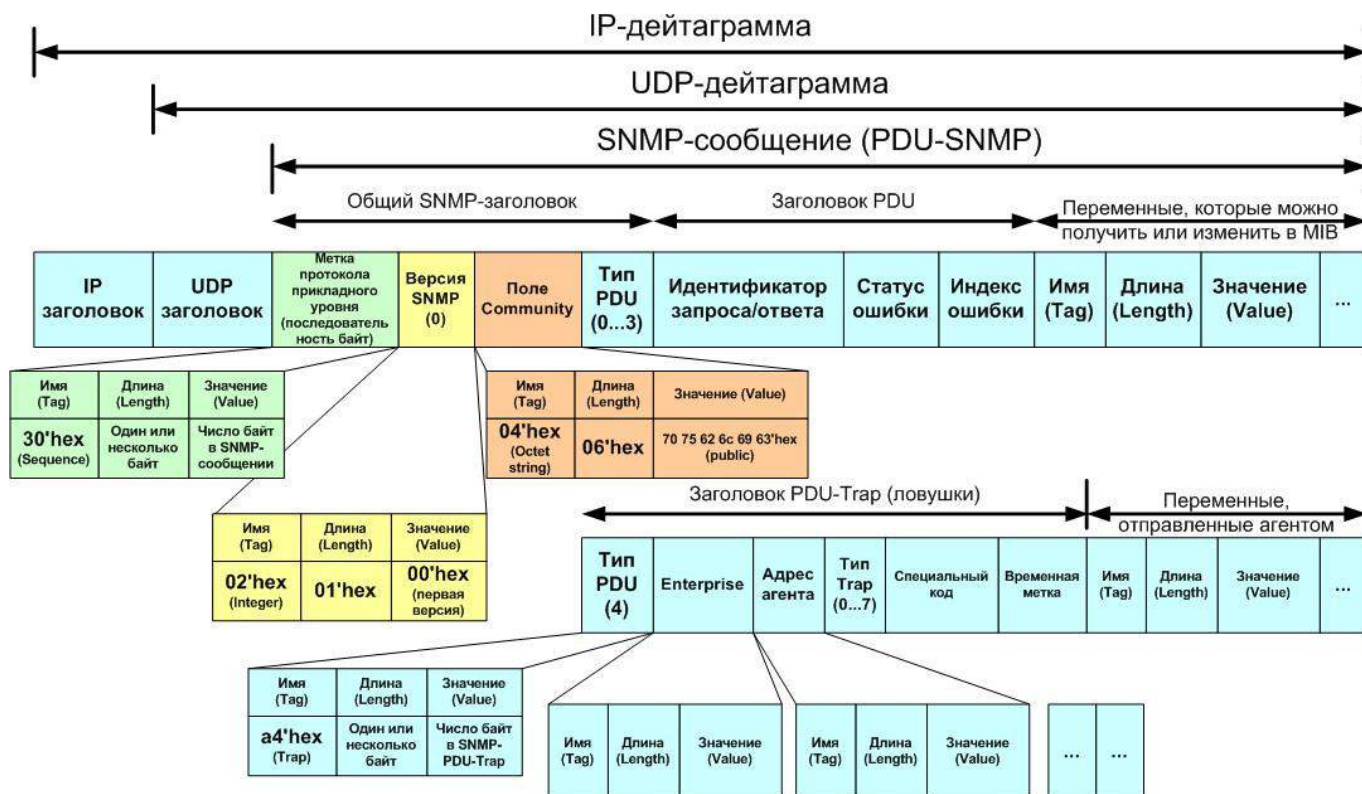 IP-дейтаграмма
UDP-дейтаграмма
SNMP-сообщение (PDU-SNMP)
Общий SNMP-заголовок
Заголовок PDU
Переменные, которые можно
получить или изменить в MIB
IP
заголовок
UDP
заголовок
Метка
протокола
прикладного
уровня
(последователь
ность байт)
Версия
SNMP
(0)
Поле
Community
Тип
PDU
(0...3)
Идентификатор
запроса/ответа
Статус
ошибки
Индекс
ошибки
Имя
(Tag)
Длина
(Length)
Значение
(Value)
...
Имя
(Tag)
Длина
(Length)
Значение
(Value)
30'hex
(Sequence)
Один или
несколько
байт
Число байт
в SNMP-
сообщении
Имя
(Tag)
Длина
(Length)
Значение (Value)
04'hex
(Octet
string)
06'hex
70 75 62 6c 69 63'hex
(public)
Имя
(Tag)
Длина
(Length)
Значение
(Value)
02'hex
(Integer)
01'hex
00'hex
(первая
версия)
Заголовок PDU-Trap (ловушки)
Переменные,
отправленные агентом
Тип
PDU
(4)
Enterprise
Адрес
агента
Тип
Trap
(0...7)
Специальный
код
Временная
метка
Имя
(Tag)
Длина
(Length)
Значение
(Value)
...
Имя
(Tag)
Длина
(Length)
Значение
(Value)
a4'hex
(Trap)
Один или
несколько
байт
Число байт
в SNMP-
PDU-Trap
Имя
(Tag)
Длина
(Length)
Значение
(Value)
Имя
(Tag)
Длина
(Length)
Значение
(Value)
...
...